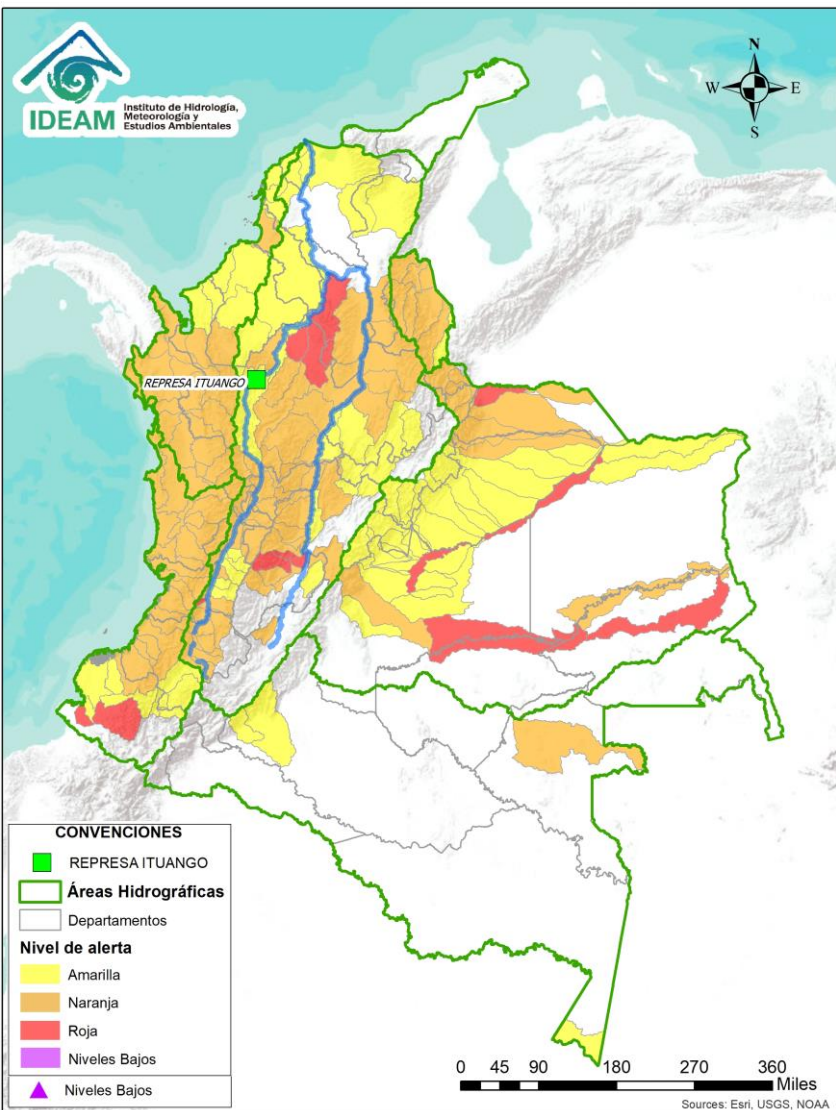 IDEAM
Instituto de Hidrología,
Meteorología y
Estudios Ambientales
N
W
E
S
REPRESA ITUANGO
CONVENCIONES
REPRESA ITUANGO
Áreas Hidrográficas
Departamentos
Nivel de alerta
Amarilla
Naranja
Roja
Niveles Bajos
Niveles Bajos
0 45 90 180 270 360
Miles
Sources: Esri, USGS, NOAA